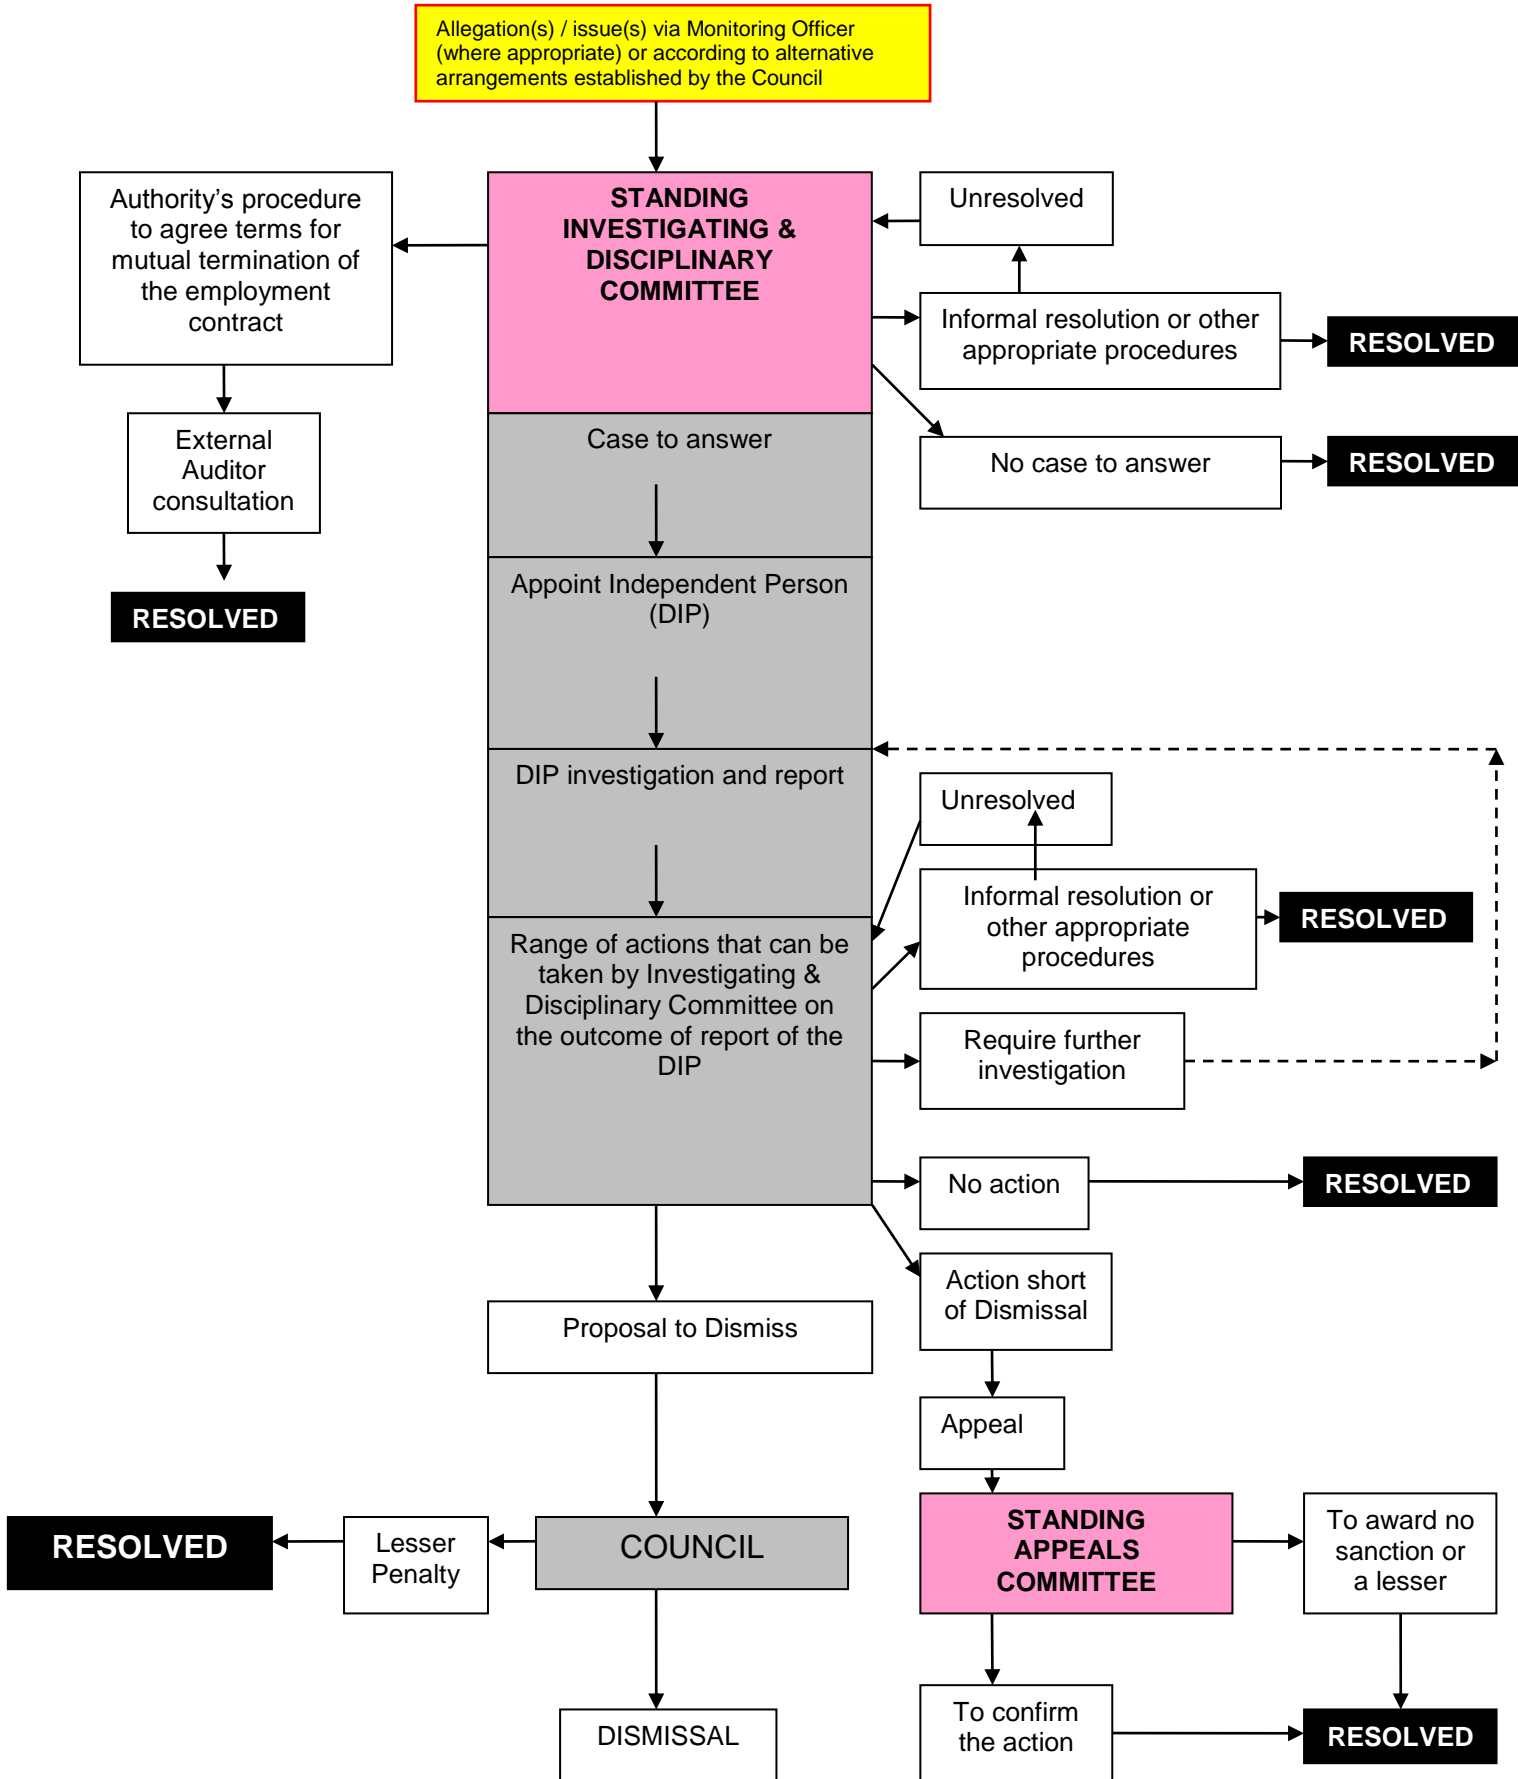 Allegation(s) / issue(s) via Monitoring Officer
(where appropriate) or according to alternative
arrangements established by the Council
Authority's procedure
to agree terms for
mutual termination of
the employment
contract
STANDING
INVESTIGATING &
DISCIPLINARY
COMMITTEE
Unresolved
Informal resolution or other
appropriate procedures
RESOLVED
External
Auditor
consultation
Case to answer
No case to answer
RESOLVED
RESOLVED
Appoint Independent Person
(DIP)
DIP investigation and report
Unresolved
Informal resolution or
other appropriate
procedures
RESOLVED
Range of actions that can be
taken by Investigating &
Disciplinary Committee on
the outcome of report of the
DIP
Require further
investigation
No action
RESOLVED
Action short
of Dismissal
Proposal to Dismiss
Appeal
RESOLVED
Lesser
Penalty
COUNCIL
STANDING
APPEALS
COMMITTEE
To award no
sanction or
a lesser
DISMISSAL
To confirm
the action
RESOLVED